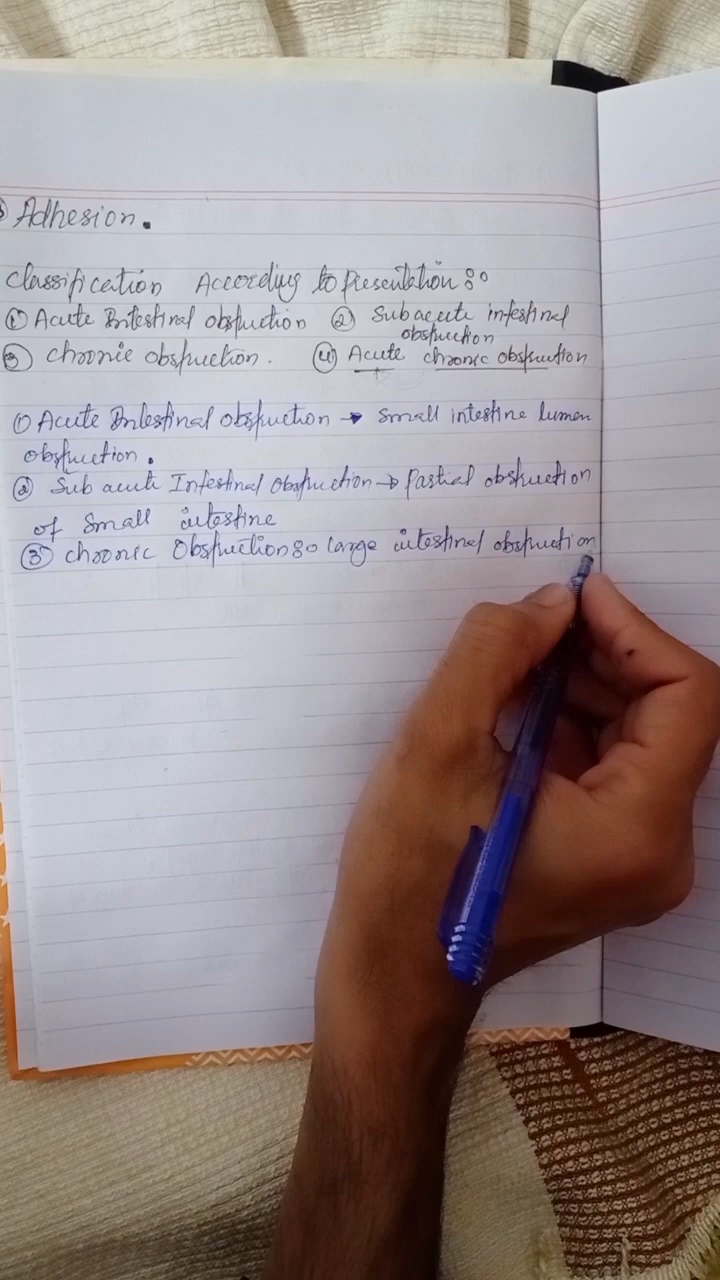 Adhesion.
Classification According to Presentation :-
① Acute Intestinal obstruction ② Subacute intestinal
obstruction
③ chronic obstruction. ④ Acute chronic obstruction
① Acute Intestinal obstruction → Small intestine lumen
obstruction.
② Sub acute Intestinal Obstruction → Partial obstruction
of Small intestine
③ chronic Obstruction :- large intestinal obstruction